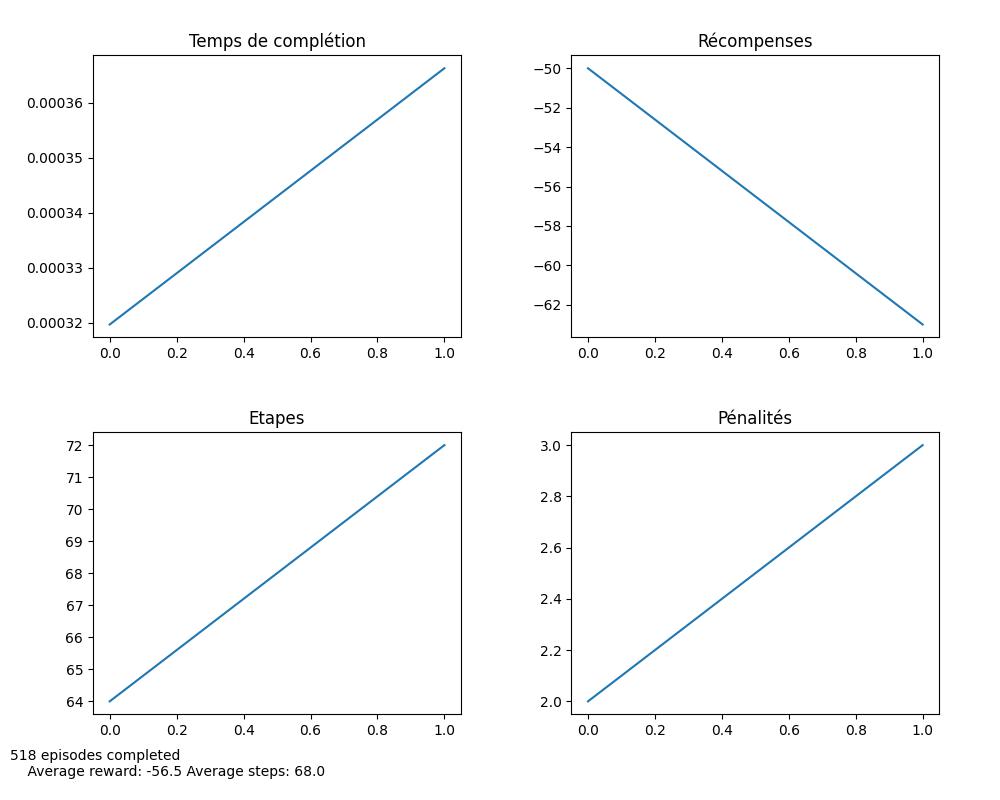 Temps de complétion
0.00036
0.00035
0.00034
0.00033
0.00032
0.0 0.2 0.4 0.6 0.8 1.0
Récompenses
−50
−52
−54
−56
−58
−60
−62
0.0 0.2 0.4 0.6 0.8 1.0
Etapes
72
71
70
69
68
67
66
65
64
0.0 0.2 0.4 0.6 0.8 1.0
Pénalités
3.0
2.8
2.6
2.4
2.2
2.0
0.0 0.2 0.4 0.6 0.8 1.0
518 episodes completed
Average reward: -56.5 Average steps: 68.0